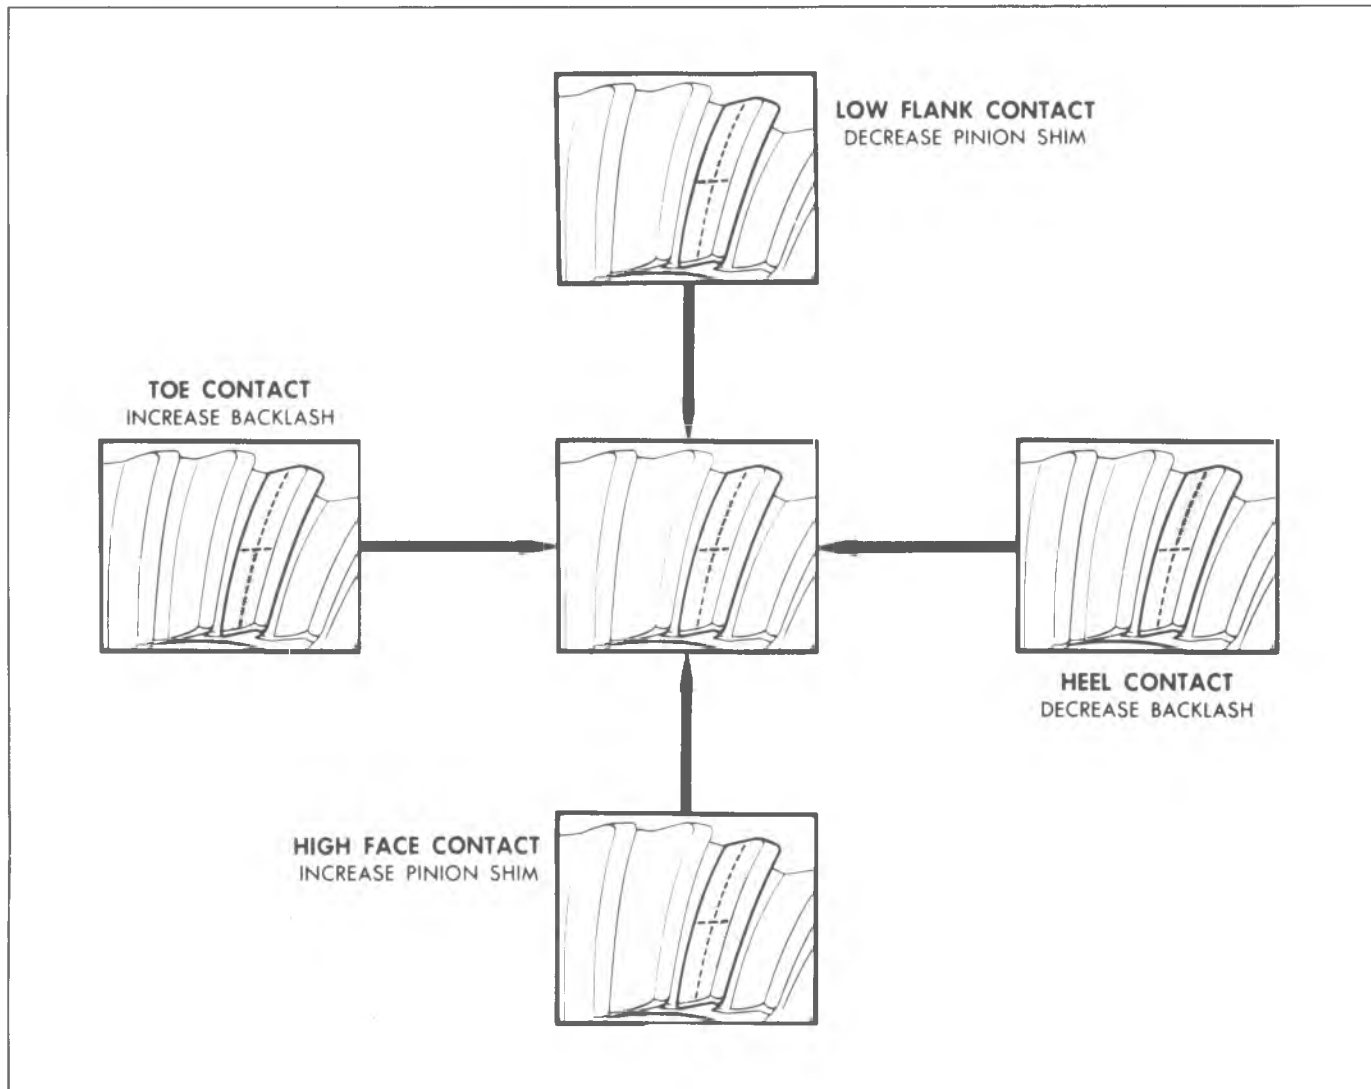 LOW FLANK CONTACT
DECREASE PINION SHIM
TOE CONTACT
INCREASE BACKLASH
HEEL CONTACT
DECREASE BACKLASH
HIGH FACE CONTACT
INCREASE PINION SHIM